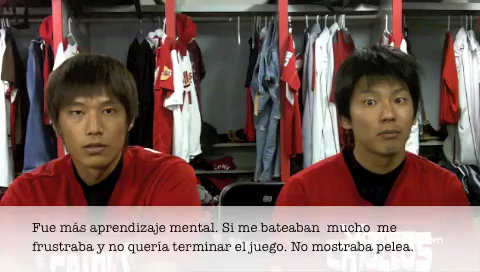 Fue más aprendizaje mental. Si me bateaban mucho me
frustraba y no quería terminar el juego. No mostraba pelea.